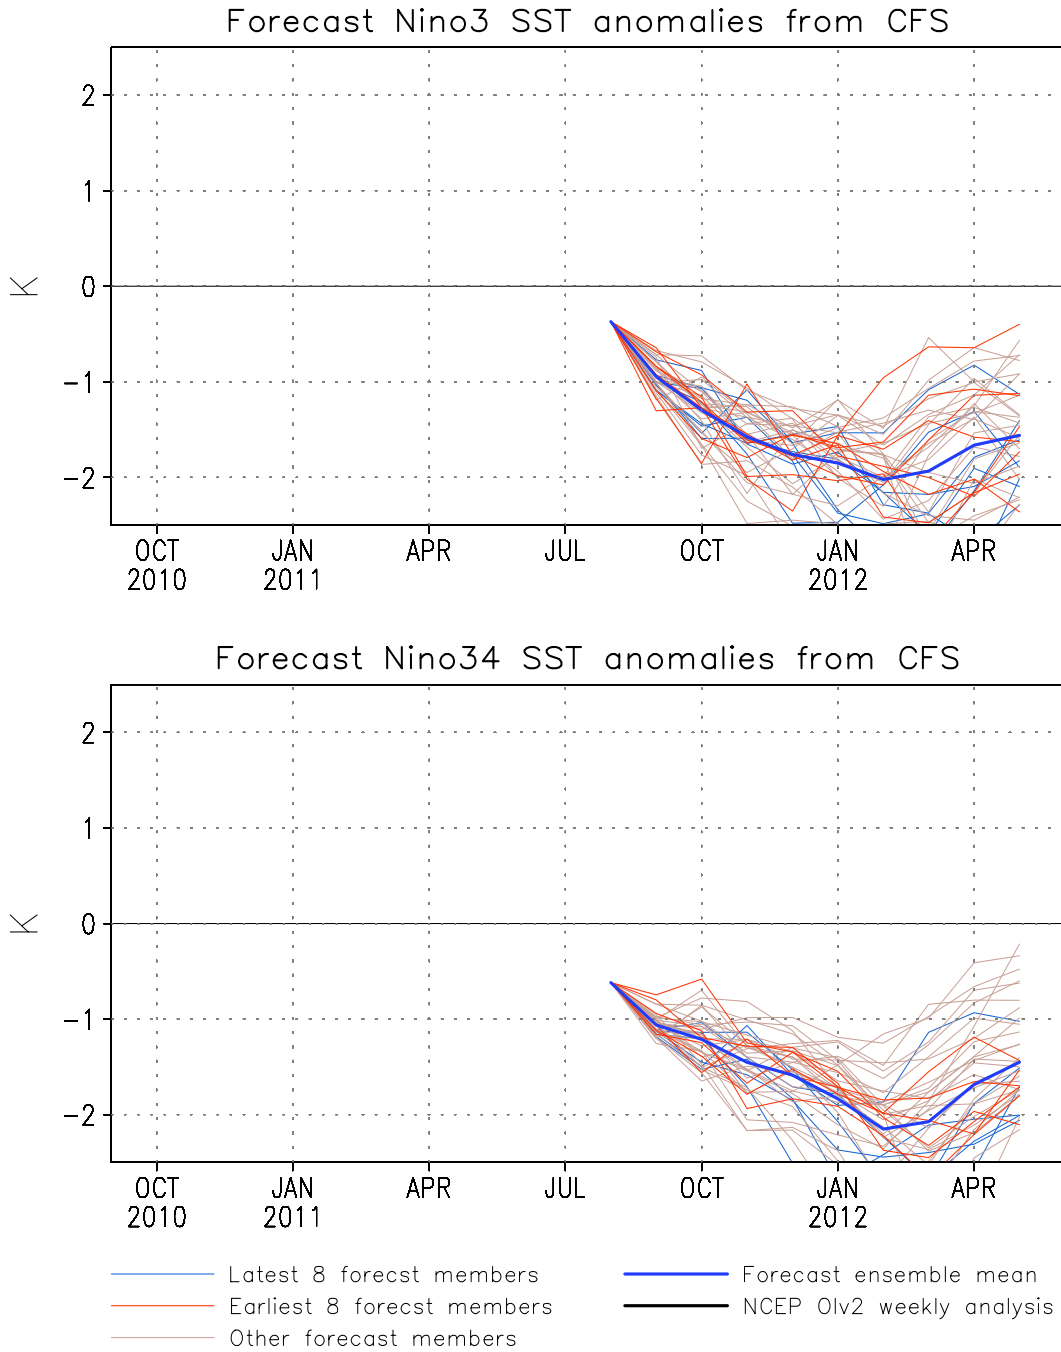 Forecast Nino3 SST anomalies from CFS
K
2
1
0
−1
−2
OCT JAN APR JUL OCT JAN APR
2010 2011 2012
Forecast Nino34 SST anomalies from CFS
K
2
1
0
−1
−2
OCT JAN APR JUL OCT JAN APR
2010 2011 2012
Latest 8 forecst members
Earliest 8 forecst members
Other forecast members
Forecast ensemble mean
NCEP OIv2 weekly analysis